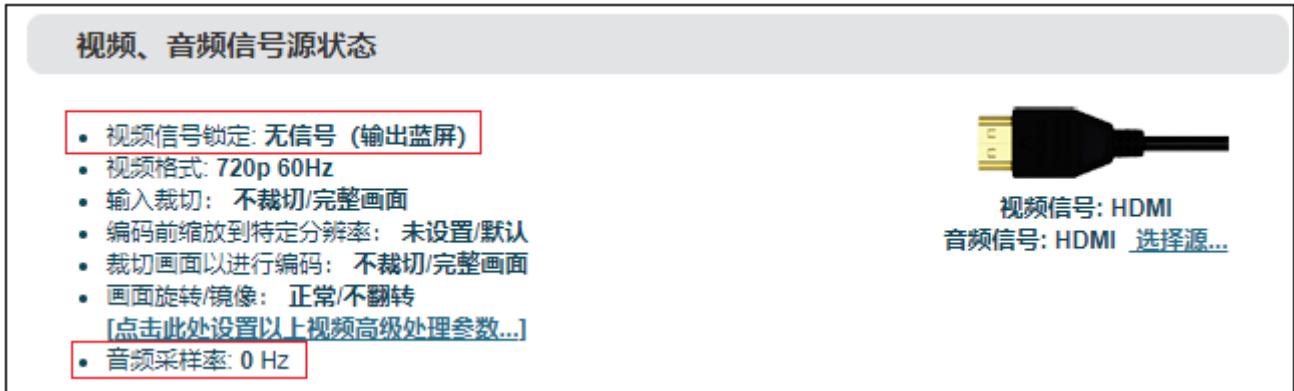 视频、音频信号源状态
视频信号锁定: 无信号（输出蓝屏）
视频格式: 720p 60Hz
输入裁切： 不裁切/完整画面
编码前缩放到特定分辨率： 未设置/默认
裁切画面以进行编码： 不裁切/完整画面
画面旋转/镜像： 正常/不翻转
[点击此处设置以上视频高级处理参数...]
音频采样率: 0 Hz
视频信号: HDMI
音频信号: HDMI 选择源...